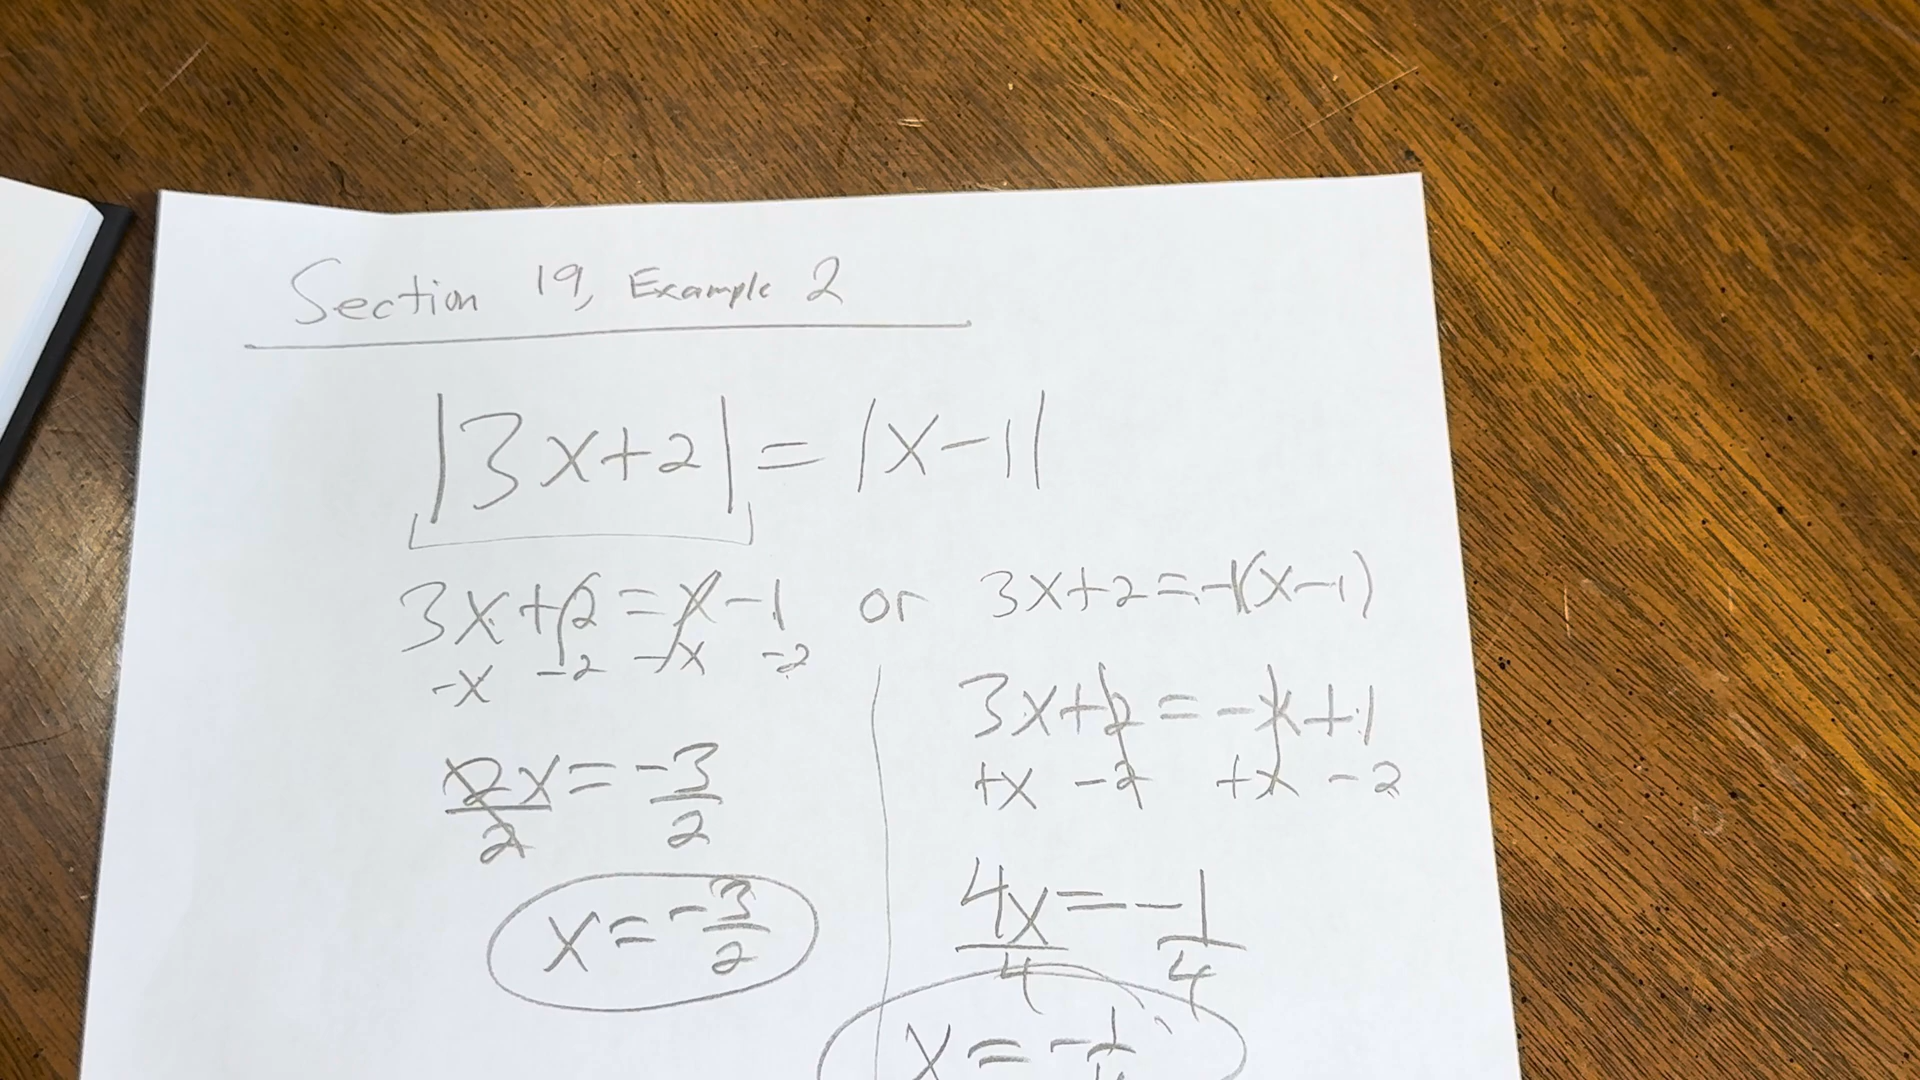 Section 19, Example 2
|3x+2| = |x-1|
3x+2=x-1 or 3x+2=-1(x-1)
-x -2 -x -2
3x+2=-x+1
+x -2 +x -2
2x = -3
2 2
x = -3/2
4x = -1
4 4
x = -1